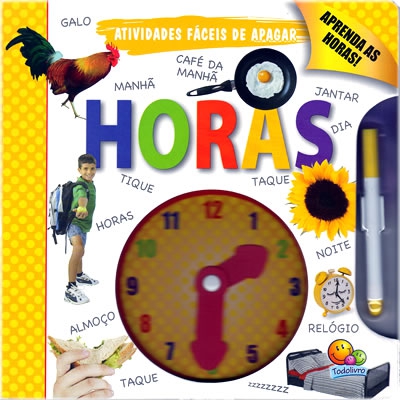 GALO
ATIVIDADES FÁCEIS DE APAGAR
APRENDA AS
HORAS!
CAFÉ DA
MANHÃ
MANHÃ
JANTAR
HORAS
DIA
TIQUE
TAQUE
HORAS
NOITE
11 12 1
10 2
9 3
8 4
7 6 5
ALMOÇO
RELÓGIO
TAQUE
zzzzzzzz
Todolivro